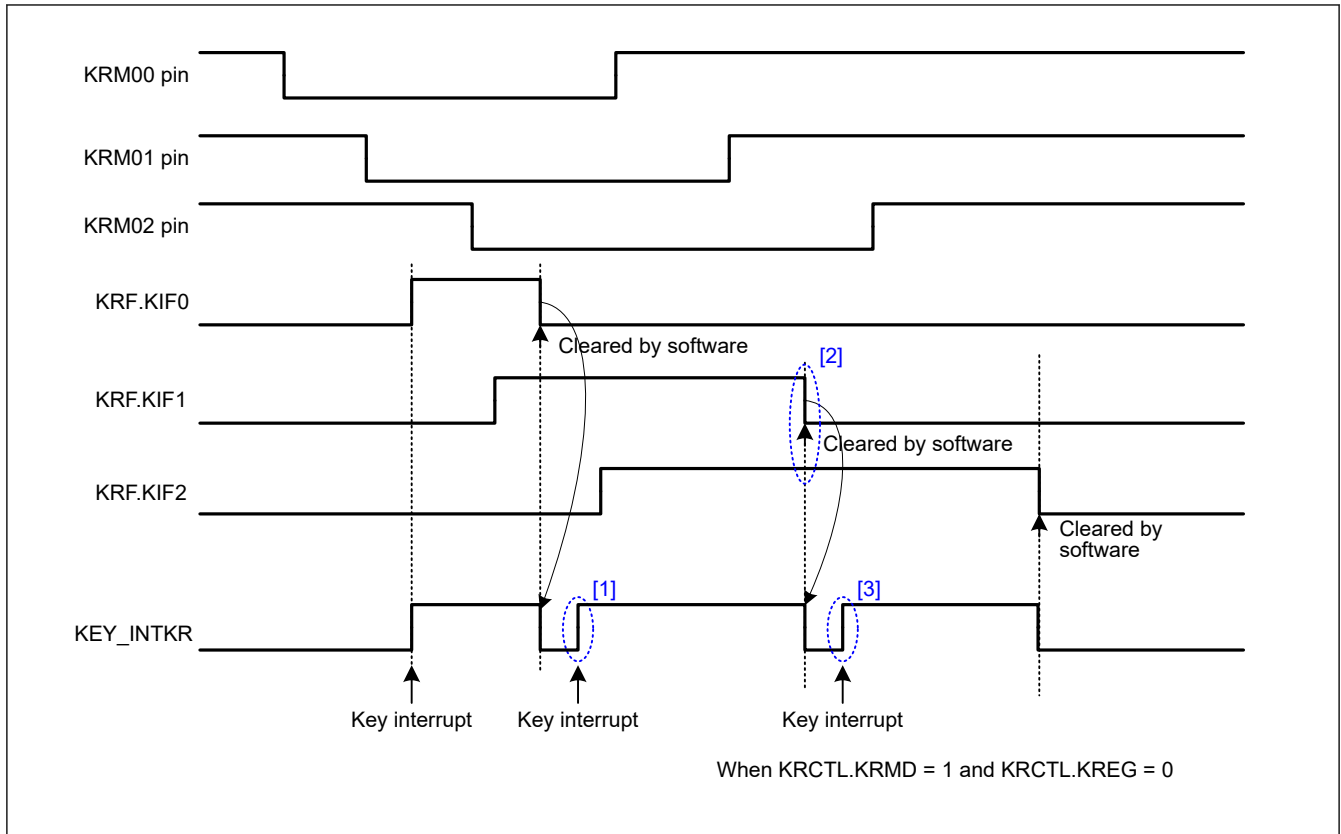 KRM00 pin
KRM01 pin
KRM02 pin
KRF.KIF0
Cleared by software
[2]
KRF.KIF1
Cleared by software
KRF.KIF2
Cleared by
software
[1]
[3]
KEY_INTKR
Key interrupt
Key interrupt
Key interrupt
When KRCTL.KRMD = 1 and KRCTL.KREG = 0